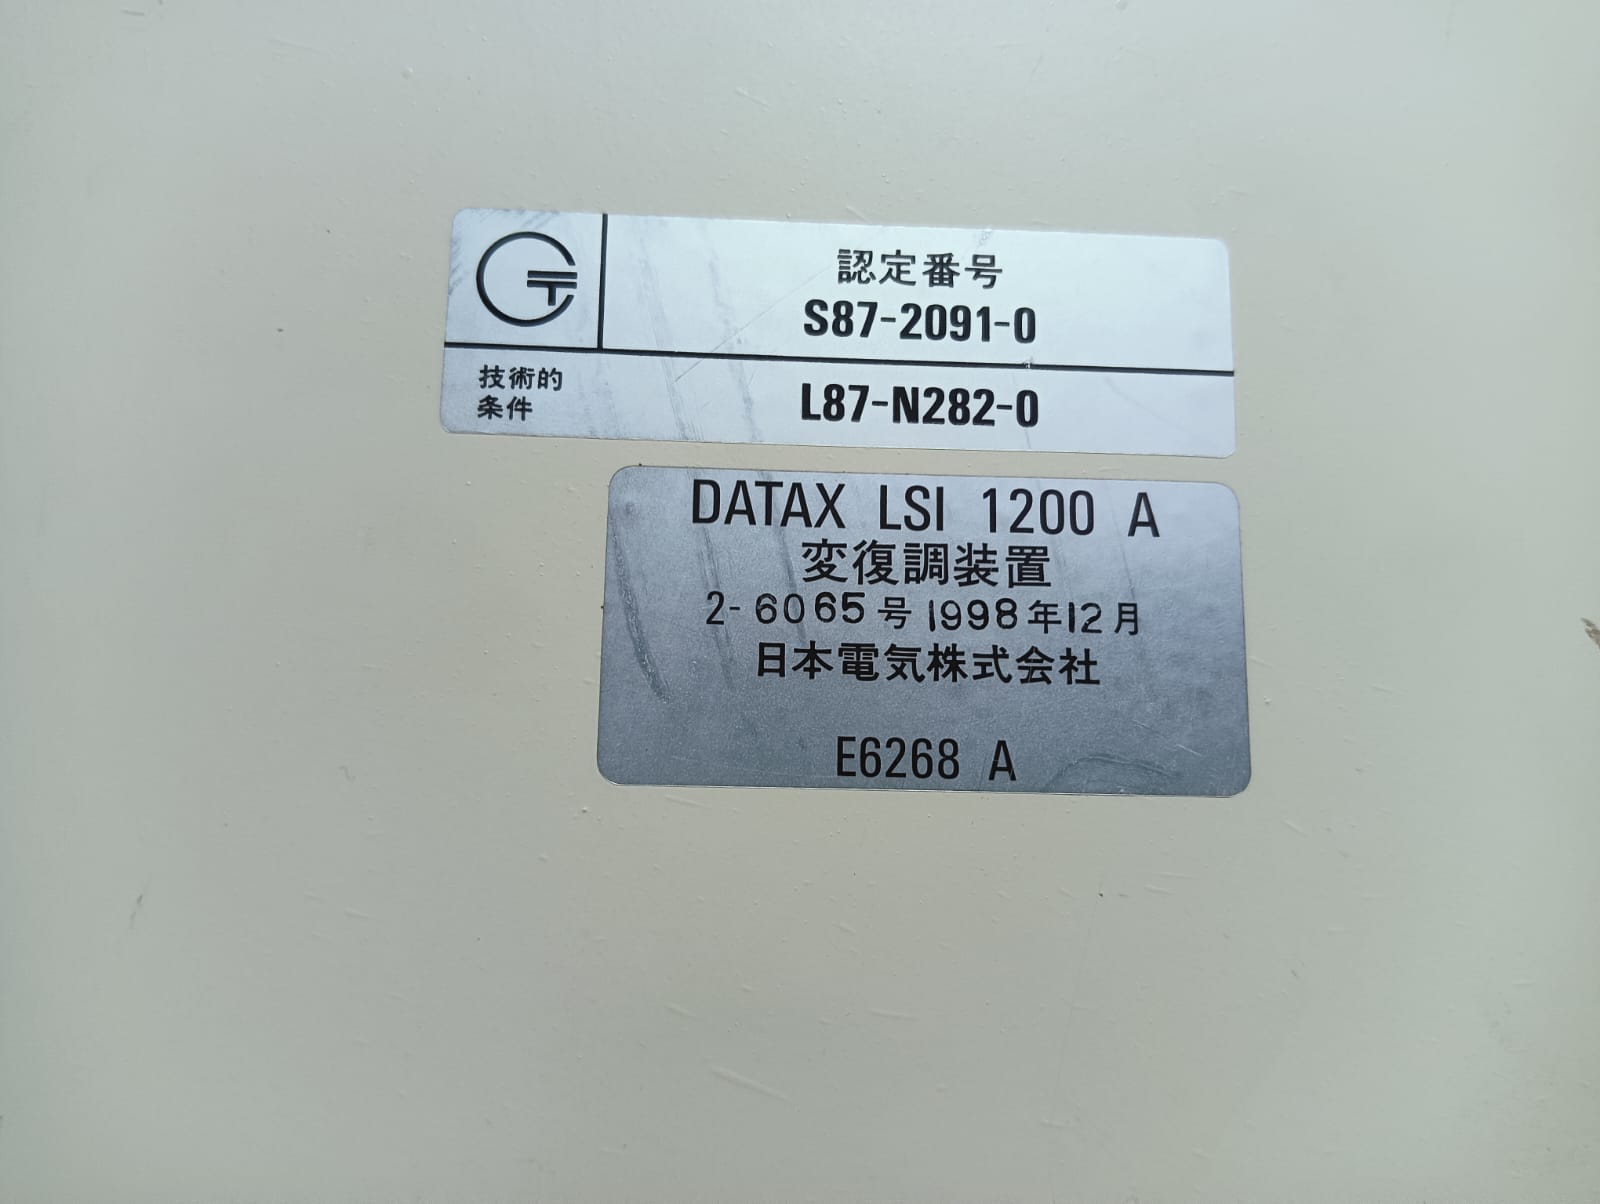 認定番号
S87-2091-0
技術的
条件
L87-N282-0
DATAX LSI 1200 A
変復調装置
2-6065号 1998年12月
日本電気株式会社
E6268 A